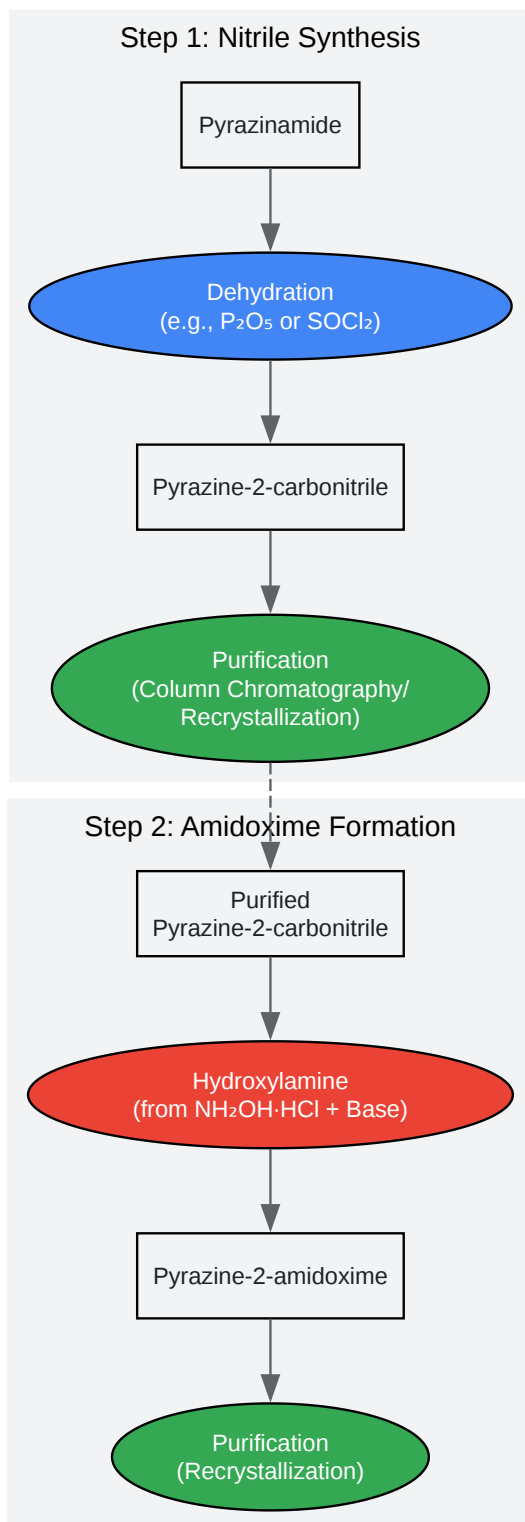 Step 1: Nitrile Synthesis
Pyrazinamide
Dehydration
(e.g., P₂O₅ or SOCl₂)
Pyrazine-2-carbonitrile
Purification
(Column Chromatography/
Recrystallization)
Step 2: Amidoxime Formation
Purified
Pyrazine-2-carbonitrile
Hydroxylamine
(from NH₂OH·HCl + Base)
Pyrazine-2-amidoxime
Purification
(Recrystallization)